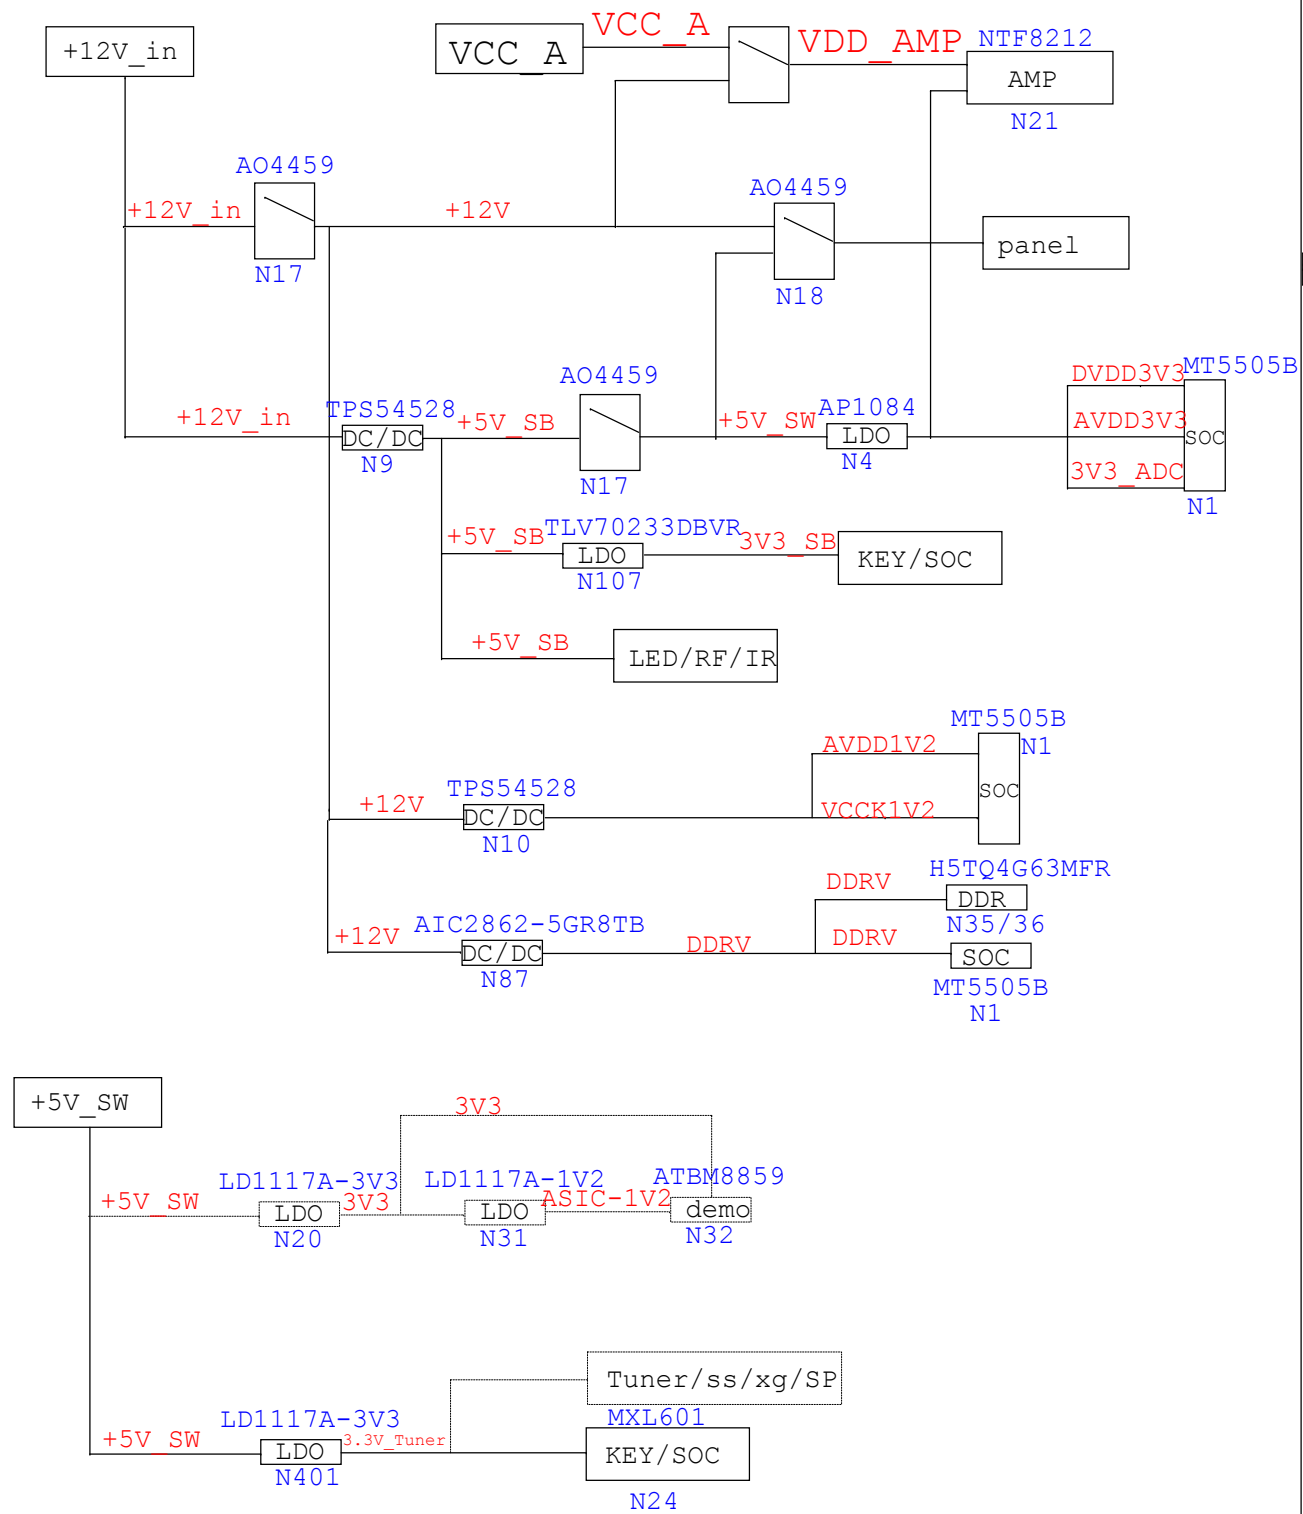 +12V_in
VCC_A
VCC_A
VDD_AMP
NTF8212
AMP
N21
AO4459
+12V_in
N17
+12V
AO4459
N18
panel
+12V_in
TPS54528
DC/DC
N9
+5V_SB
AO4459
N17
+5V_SW
AP1084
LDO
N4
DVDD3V3
AVDD3V3
3V3_ADC
MT5505B
SOC
N1
+5V_SB
TLV70233DBVR
LDO
N107
3V3_SB
KEY/SOC
+5V_SB
LED/RF/IR
+12V
TPS54528
DC/DC
N10
AVDD1V2
VCCK1V2
MT5505B
N1
SOC
+12V
AIC2862-5GR8TB
DC/DC
N87
DDRV
DDRV
DDRV
H5TQ4G63MFR
DDR
N35/36
SOC
MT5505B
N1
+5V_SW
+5V_SW
LD1117A-3V3
LDO
N20
3V3
3V3
LD1117A-1V2
LDO
N31
ASIC-1V2
ATBM8859
demo
N32
+5V_SW
LD1117A-3V3
LDO
N401
3.3V_Tuner
Tuner/ss/xg/SP
MXL601
KEY/SOC
N24